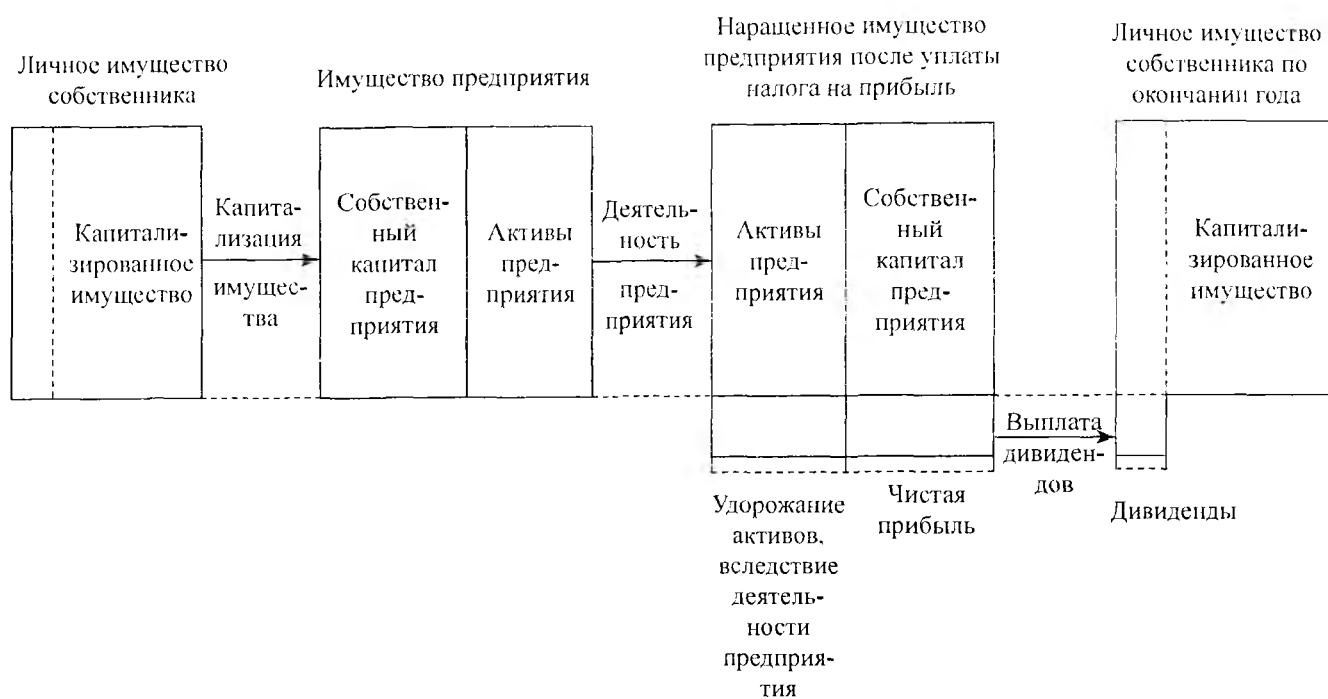 Личное имущество
собственника
Имущество предприятия
Наращенное имущество
предприятия после уплаты
налога на прибыль
Личное имущество
собственника по
окончании года
Капитали-
зированное
имущество
Капита-
лизация
имущес-
тва
Собствен-
ный
капитал
пред-
приятия
Активы
пред-
приятия
Деятель-
ность
пред-
приятия
Активы
пред-
приятия
Собствен-
ный
капитал
пред-
приятия
Капитали-
зированное
имущество
Выплата
дивиден-
дов
Удорожание
активов,
вследствие
деятель-
ности
предприя-
тия
Чистая
прибыль
Дивиденды